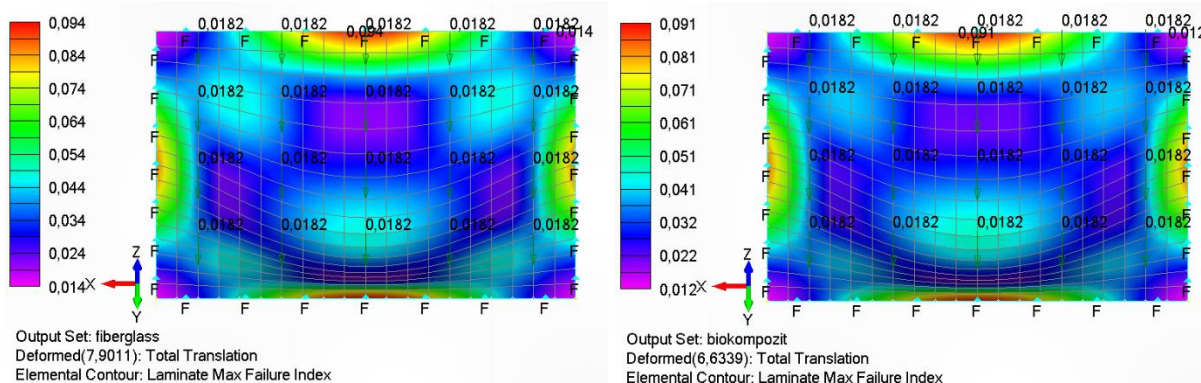 0,094
0,084
0,074
0,064
0,054
0,044
0,034
0,024
0,014
0,0182 0,0182 0,0182 0,0182 0,0182
0,094 0,014
F F F F F F
F 0,0182 0,0182 0,0182 0,0182 0,0182 F
F F
F 0,0182 0,0182 0,0182 0,0182 0,0182 F
F F
F 0,0182 0,0182 0,0182 0,0182 0,0182 F
F F
F F F F F F F
Z
X
Y
Output Set: fiberglass
Deformed(7,9011): Total Translation
Elemental Contour: Laminate Max Failure Index
0,091
0,081
0,071
0,061
0,051
0,041
0,032
0,022
0,012
0,0182 0,0182 0,0182 0,0182 0,0182
0,091 0,012
F F F F F F
F 0,0182 0,0182 0,0182 0,0182 0,0182 F
F F
F 0,0182 0,0182 0,0182 0,0182 0,0182 F
F F
F 0,0182 0,0182 0,0182 0,0182 0,0182 F
F F
F F F F F F F
Z
X
Y
Output Set: biokompozit
Deformed(6,6339): Total Translation
Elemental Contour: Laminate Max Failure Index